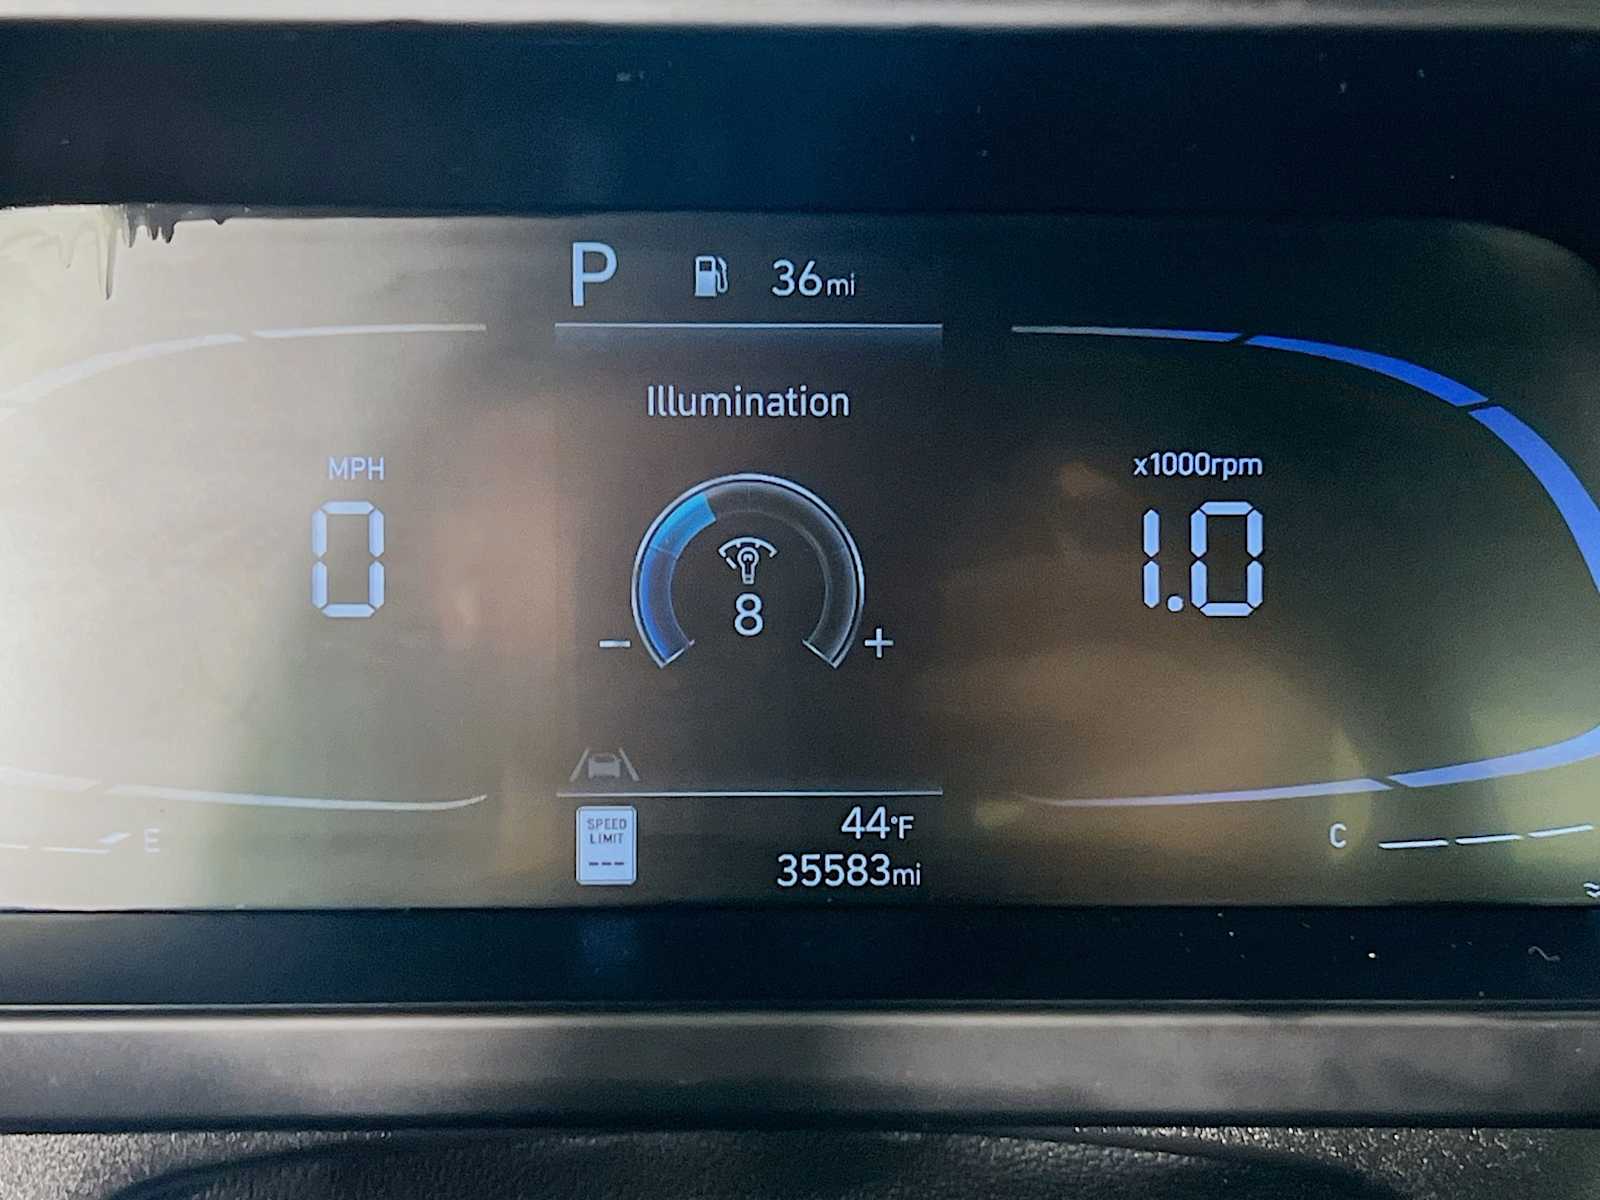 P 36mi
Illumination
MPH
0
x1000rpm
1.0
8
− +
SPEED
LIMIT
---
44°F
35583mi
E
C